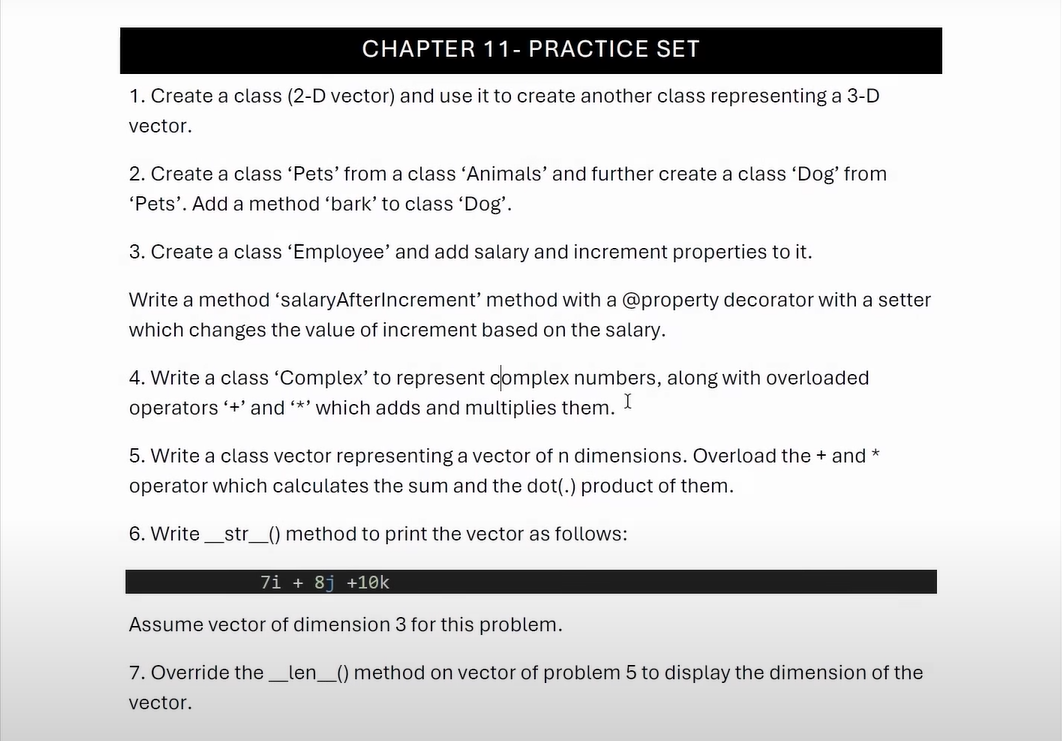 CHAPTER 11- PRACTICE SET
1. Create a class (2-D vector) and use it to create another class representing a 3-D
vector.
2. Create a class ‘Pets’ from a class ‘Animals’ and further create a class ‘Dog’ from
‘Pets’. Add a method ‘bark’ to class ‘Dog’.
3. Create a class ‘Employee’ and add salary and increment properties to it.
Write a method ‘salaryAfterIncrement’ method with a @property decorator with a setter
which changes the value of increment based on the salary.
4. Write a class ‘Complex’ to represent complex numbers, along with overloaded
operators ‘+’ and ‘*’ which adds and multiplies them.
5. Write a class vector representing a vector of n dimensions. Overload the + and *
operator which calculates the sum and the dot(.) product of them.
6. Write __str__() method to print the vector as follows:
7i + 8j +10k
Assume vector of dimension 3 for this problem.
7. Override the __len__() method on vector of problem 5 to display the dimension of the
vector.